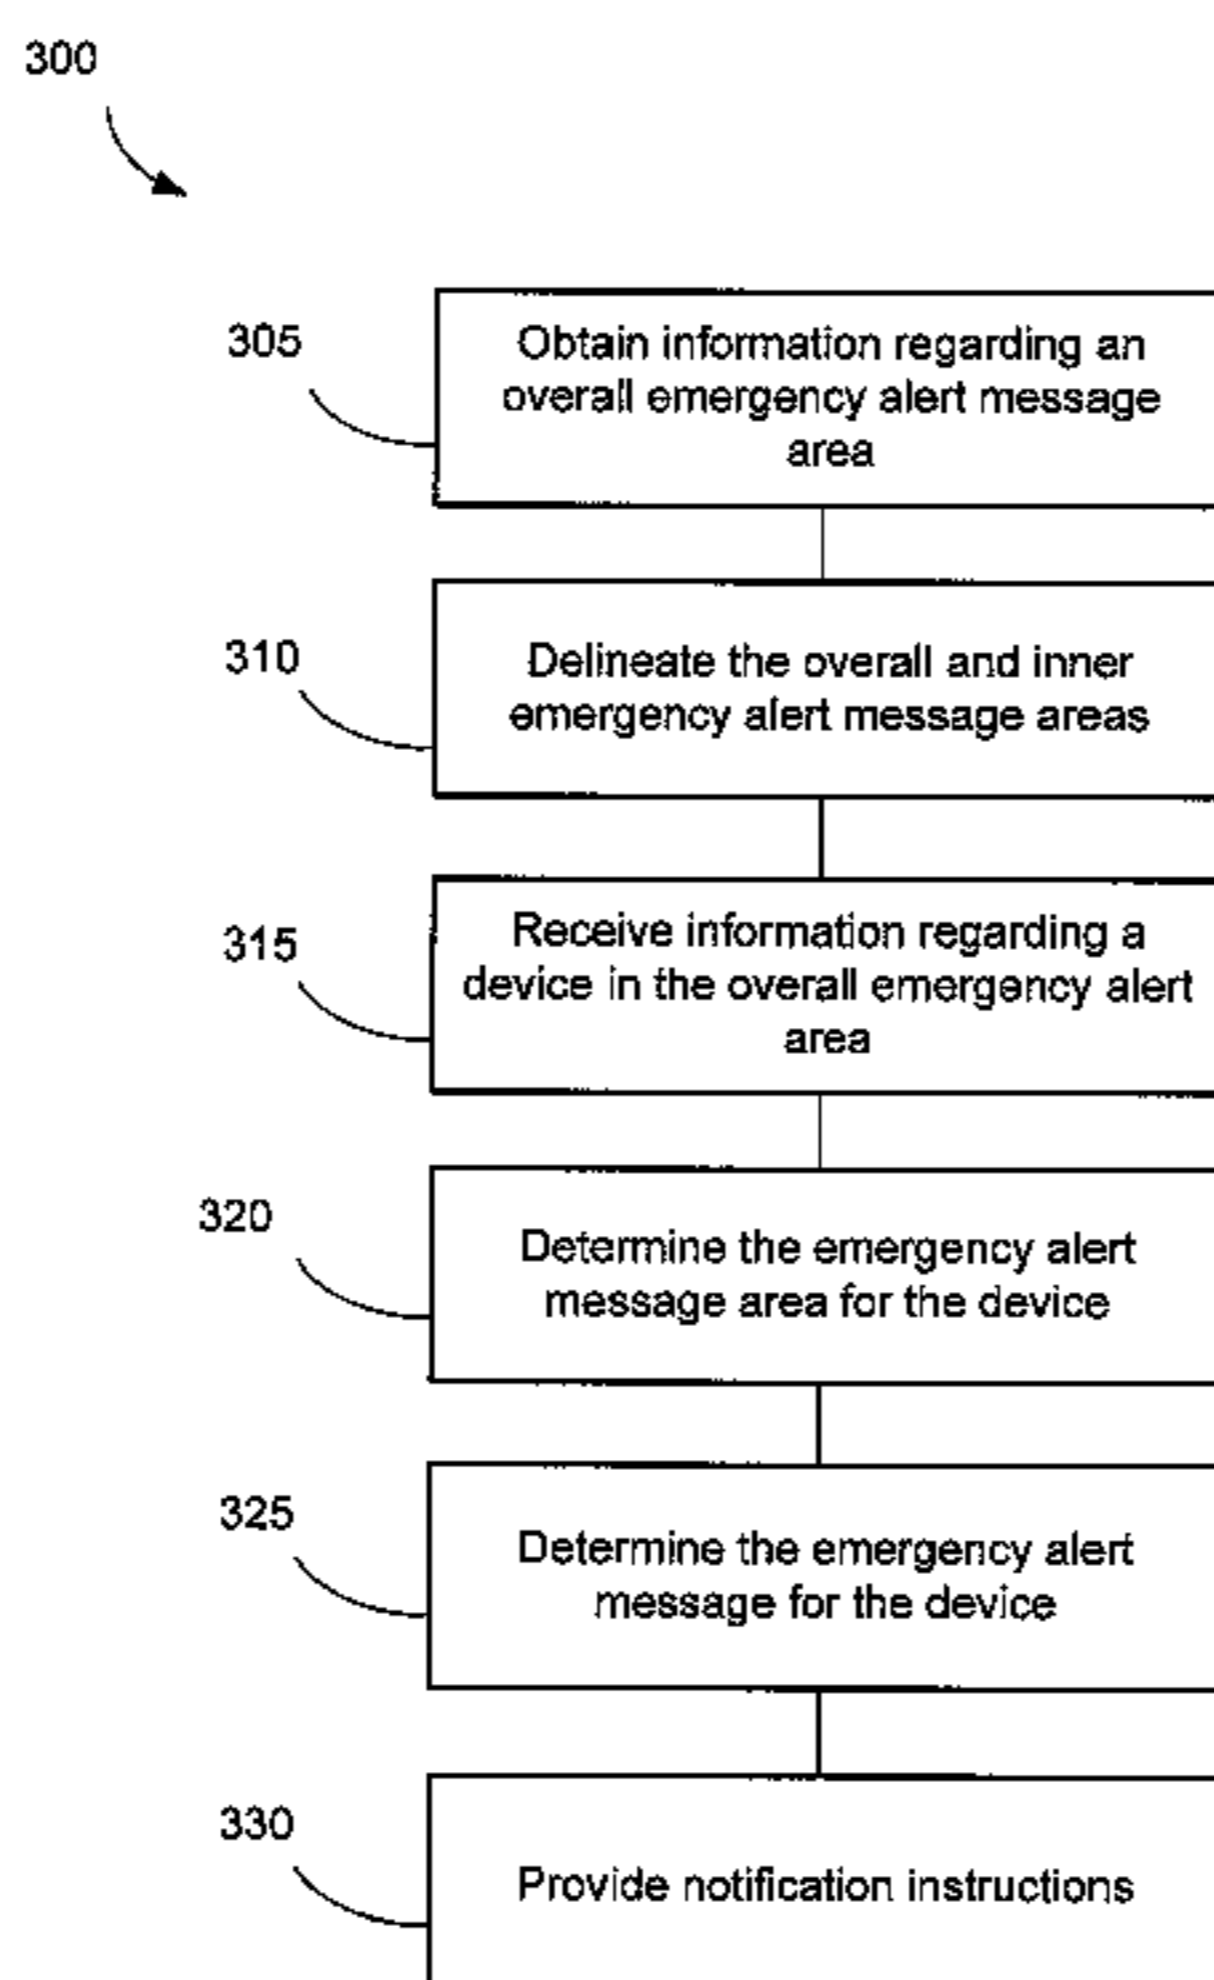 300
305
Obtain information regarding an
overall emergency alert message
area
310
Delineate the overall and inner
emergency alert message areas
315
Receive information regarding a
device in the overall emergency alert
area
320
Determine the emergency alert
message area for the device
325
Determine the emergency alert
message for the device
330
Provide notification instructions